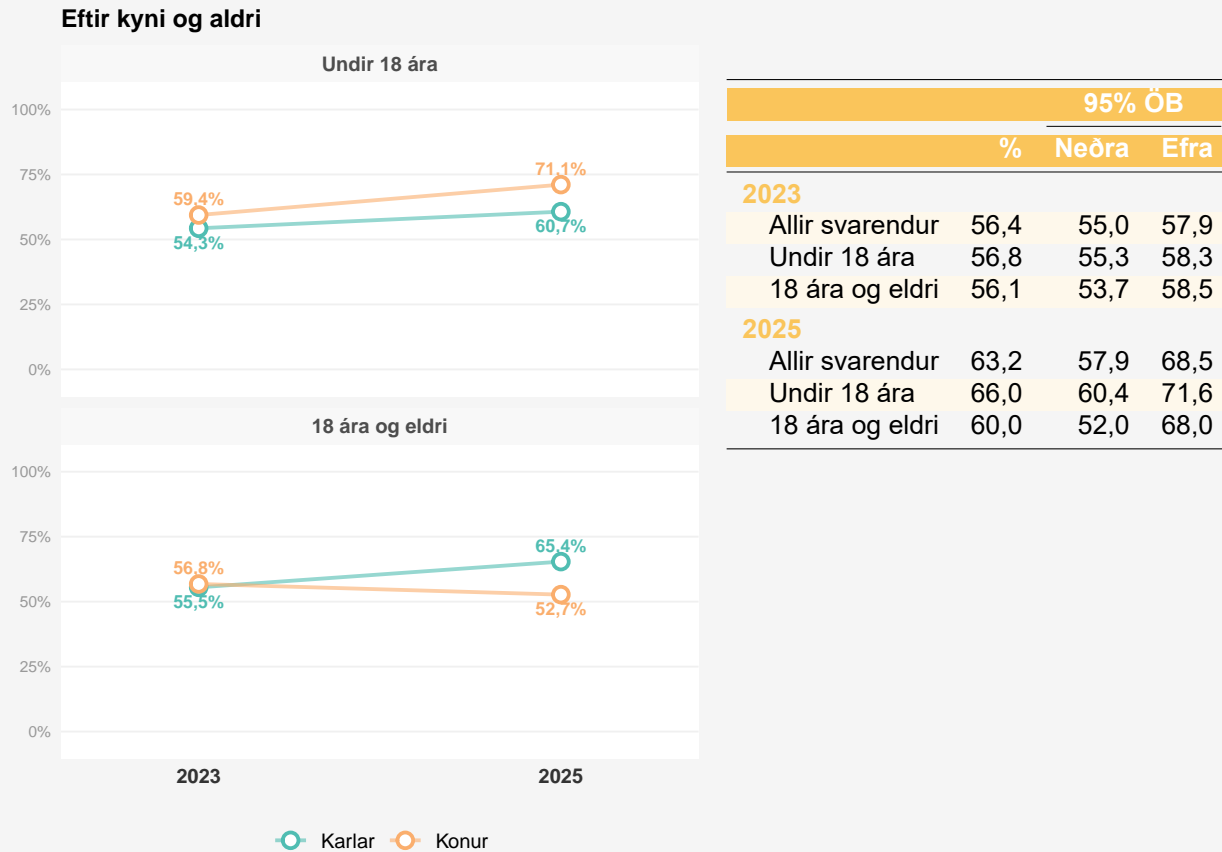 Eftir kyni og aldri
Undir 18 ára
100%
75%
50%
25%
0%
59,4%
54,3%
71,1%
60,7%
18 ára og eldri
100%
75%
50%
25%
0%
56,8%
55,5%
65,4%
52,7%
2023 2025
Karlar Konur
95% ÖB
% Neðra Efra
2023
Allir svarendur 56,4 55,0 57,9
Undir 18 ára 56,8 55,3 58,3
18 ára og eldri 56,1 53,7 58,5
2025
Allir svarendur 63,2 57,9 68,5
Undir 18 ára 66,0 60,4 71,6
18 ára og eldri 60,0 52,0 68,0